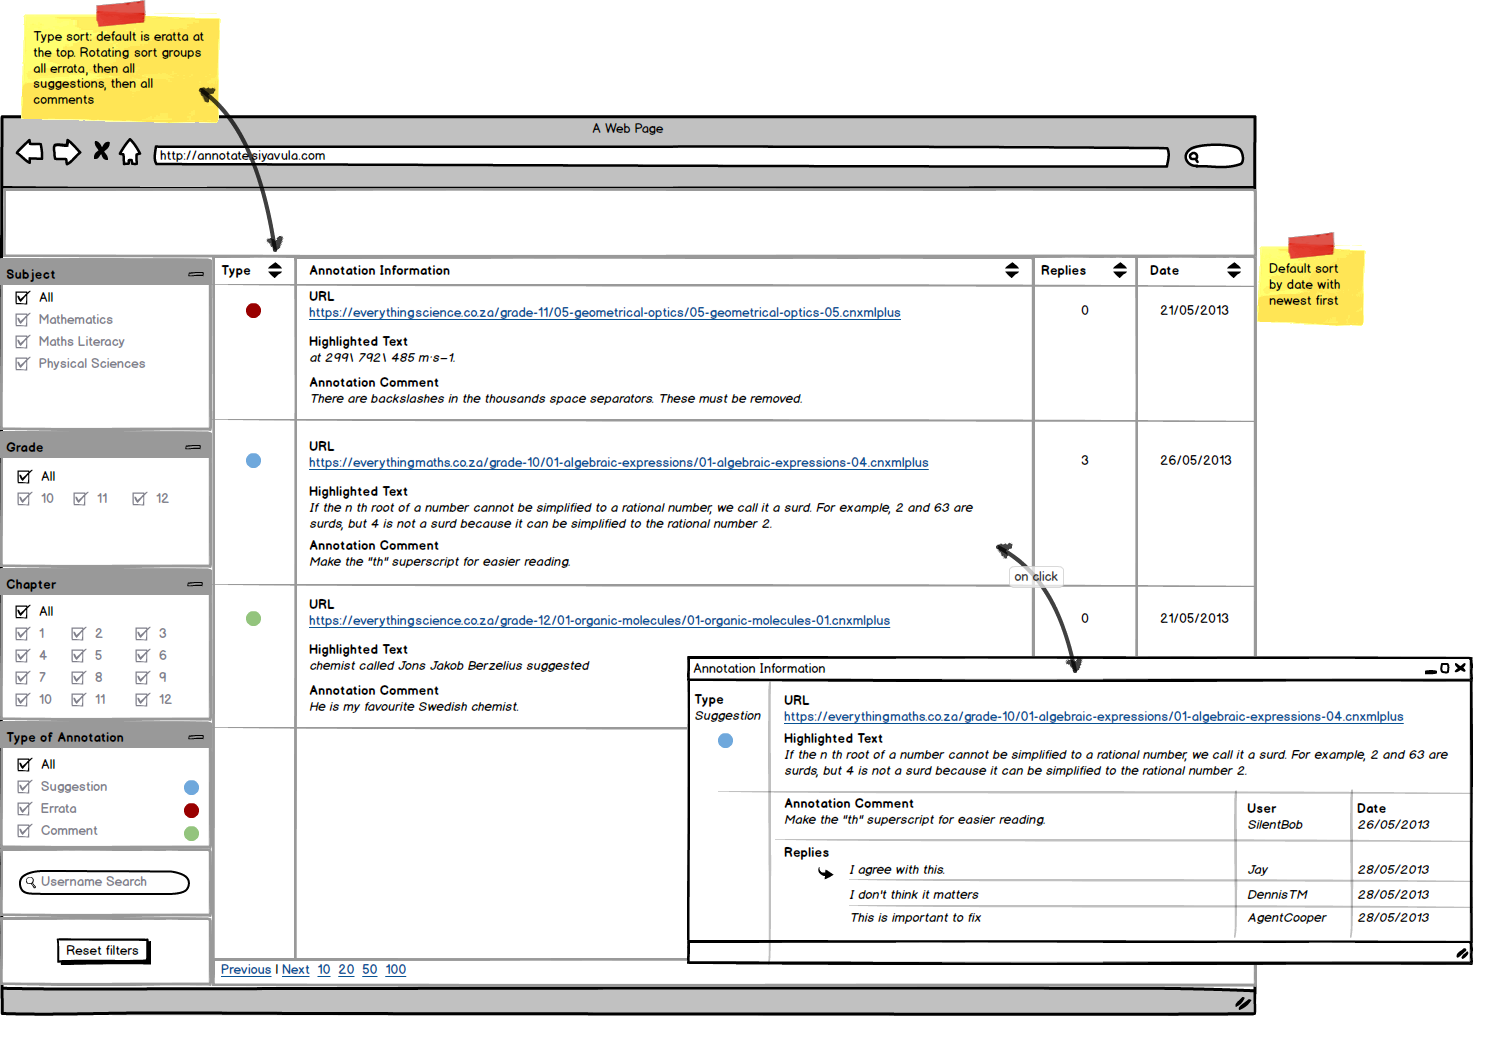 Type sort: default is eratta at
the top. Rotating sort groups
all errata, then all
suggestions, then all
comments
A Web Page
http://annotate.siyavula.com
Default sort
by date with
newest first
Subject
All
Mathematics
Maths Literacy
Physical Sciences
Grade
All
10 11 12
Chapter
All
1 2 3
4 5 6
7 8 9
10 11 12
Type of Annotation
All
Suggestion
Errata
Comment
Username Search
Reset filters
Type Annotation Information Replies Date
URL
https://everythingscience.co.za/grade-11/05-geometrical-optics/05-geometrical-optics-05.cnxmlplus 0 21/05/2013
Highlighted Text
at 299\ 792\ 485 m·s–1.
Annotation Comment
There are backslashes in the thousands space separators. These must be removed.
URL
https://everythingmaths.co.za/grade-10/01-algebraic-expressions/01-algebraic-expressions-04.cnxmlplus 3 26/05/2013
Highlighted Text
If the n th root of a number cannot be simplified to a rational number, we call it a surd. For example, 2 and 63 are
surds, but 4 is not a surd because it can be simplified to the rational number 2.
Annotation Comment
Make the "th" superscript for easier reading.
on click
URL
https://everythingscience.co.za/grade-12/01-organic-molecules/01-organic-molecules-01.cnxmlplus 0 21/05/2013
Highlighted Text
chemist called Jons Jakob Berzelius suggested
Annotation Comment
He is my favourite Swedish chemist.
Previous | Next 10 20 50 100
Annotation Information
Type
Suggestion
URL
https://everythingmaths.co.za/grade-10/01-algebraic-expressions/01-algebraic-expressions-04.cnxmlplus
Highlighted Text
If the n th root of a number cannot be simplified to a rational number, we call it a surd. For example, 2 and 63 are
surds, but 4 is not a surd because it can be simplified to the rational number 2.
Annotation Comment User Date
Make the "th" superscript for easier reading. SilentBob 26/05/2013
Replies
I agree with this. Jay 28/05/2013
I don't think it matters DennisTM 28/05/2013
This is important to fix AgentCooper 28/05/2013